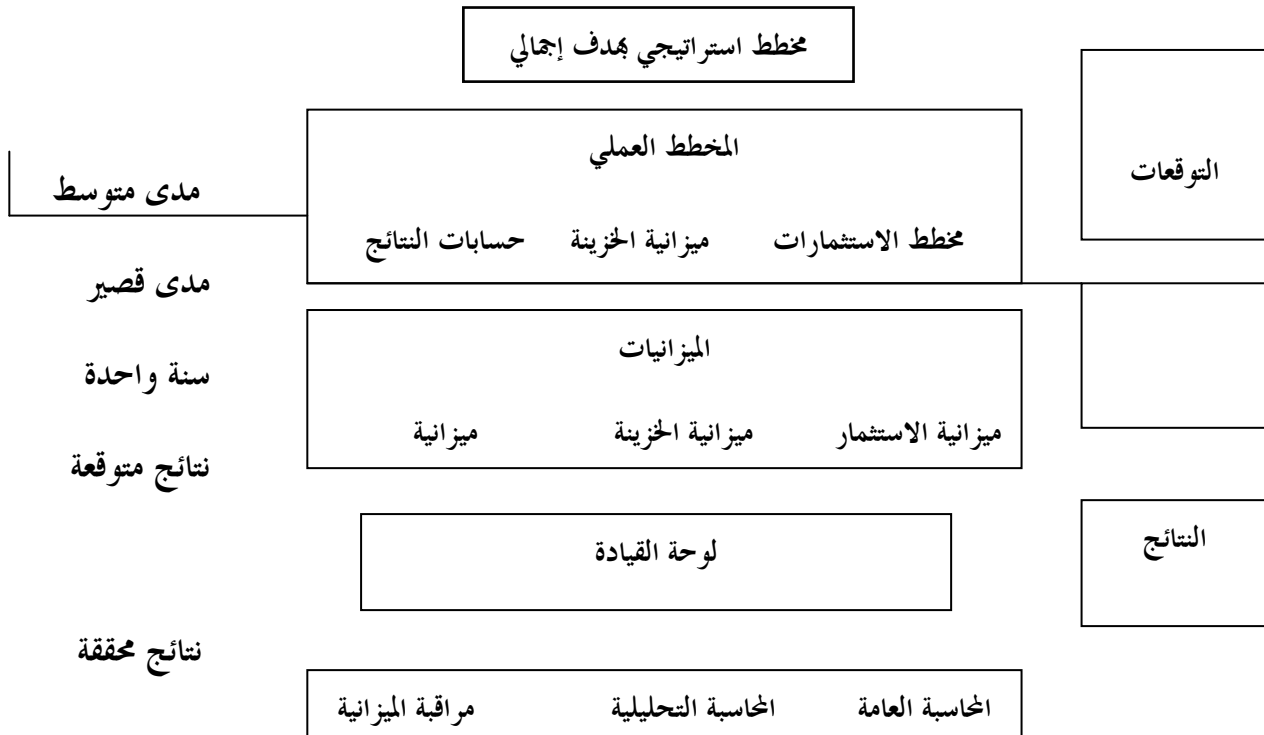 مخطط استراتيجي بهدف إجمالي
المخطط العملي
التوقعات
مدى متوسط
مخطط الاستثمارات ميزانية الخزينة حسابات النتائج
مدى قصير
الميزانيات
سنة واحدة
ميزانية الاستثمار ميزانية الخزينة ميزانية
نتائج متوقعة
النتائج
لوحة القيادة
نتائج محققة
المحاسبة العامة المحاسبة التحليلية مراقبة الميزانية